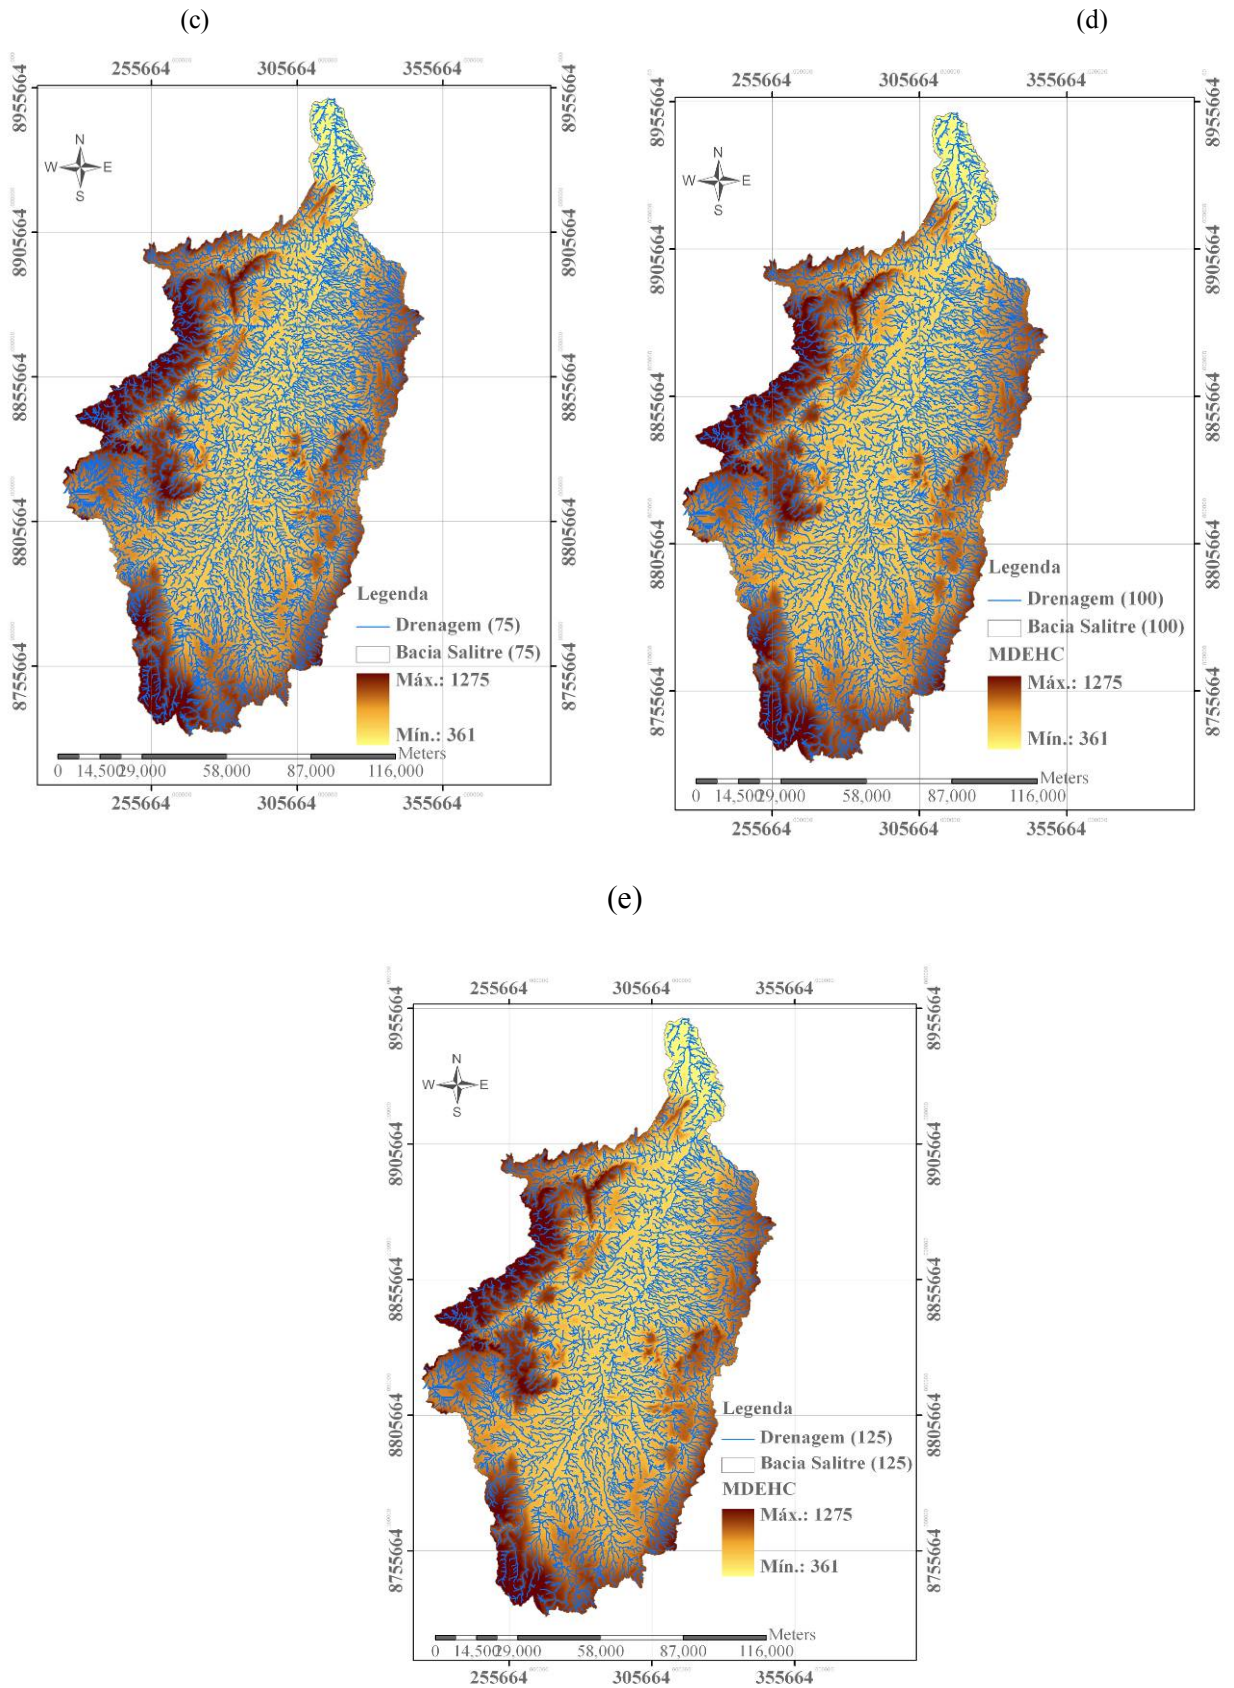 (c)
(d)
255664 305664 355664
8955664 8905664 8855664 8805664 8755664
N
W E
S
Legenda
Drenagem (75)
Bacia Salitre (75)
Máx.: 1275
Mín.: 361
Meters
0 14,500 29,000 58,000 87,000 116,000
255664 305664 355664
8955664 8905664 8855664 8805664 8755664
255664 305664 355664
8955664 8905664 8855664 8805664 8755664
N
W E
S
Legenda
Drenagem (100)
Bacia Salitre (100)
MDEHC
Máx.: 1275
Mín.: 361
Meters
0 14,500 29,000 58,000 87,000 116,000
255664 305664 355664
8955664 8905664 8855664 8805664 8755664
(e)
255664 305664 355664
8955664 8905664 8855664 8805664 8755664
N
W E
S
Legenda
Drenagem (125)
Bacia Salitre (125)
MDEHC
Máx.: 1275
Mín.: 361
Meters
0 14,500 29,000 58,000 87,000 116,000
255664 305664 355664
8955664 8905664 8855664 8805664 8755664